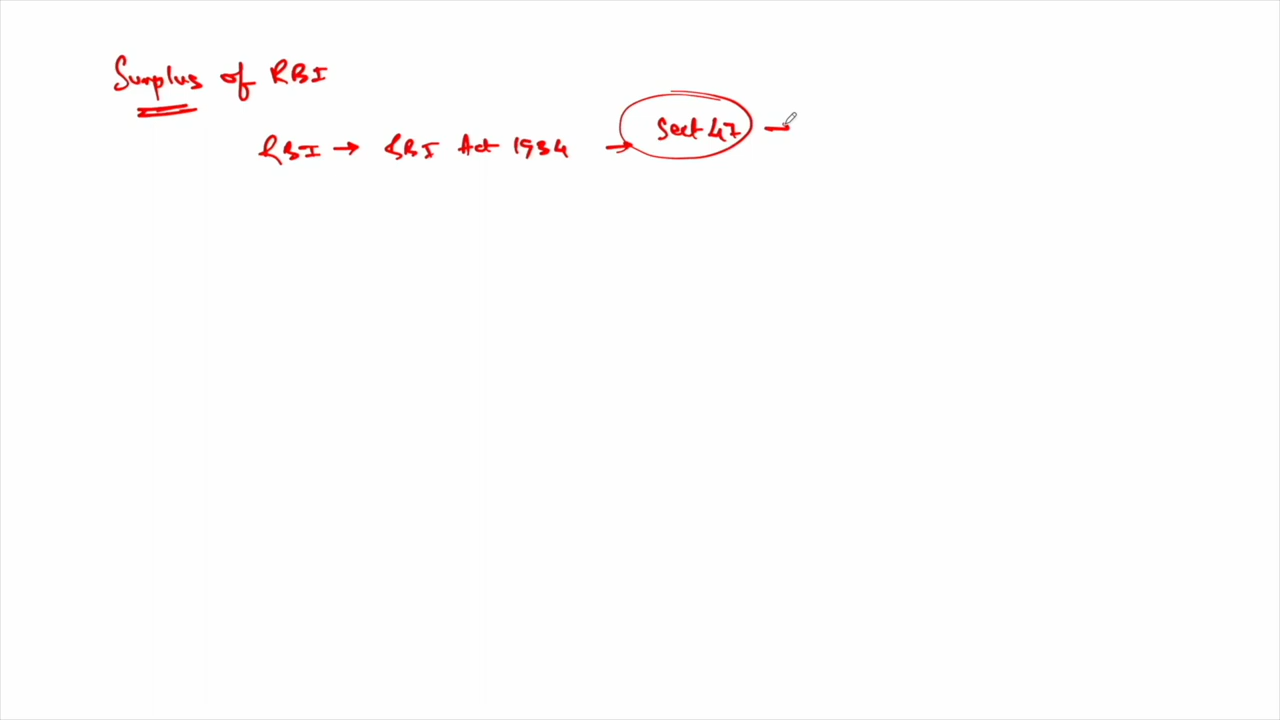 Surplus of RBI
RBI → RBI Act 1934 → Sect 47 →